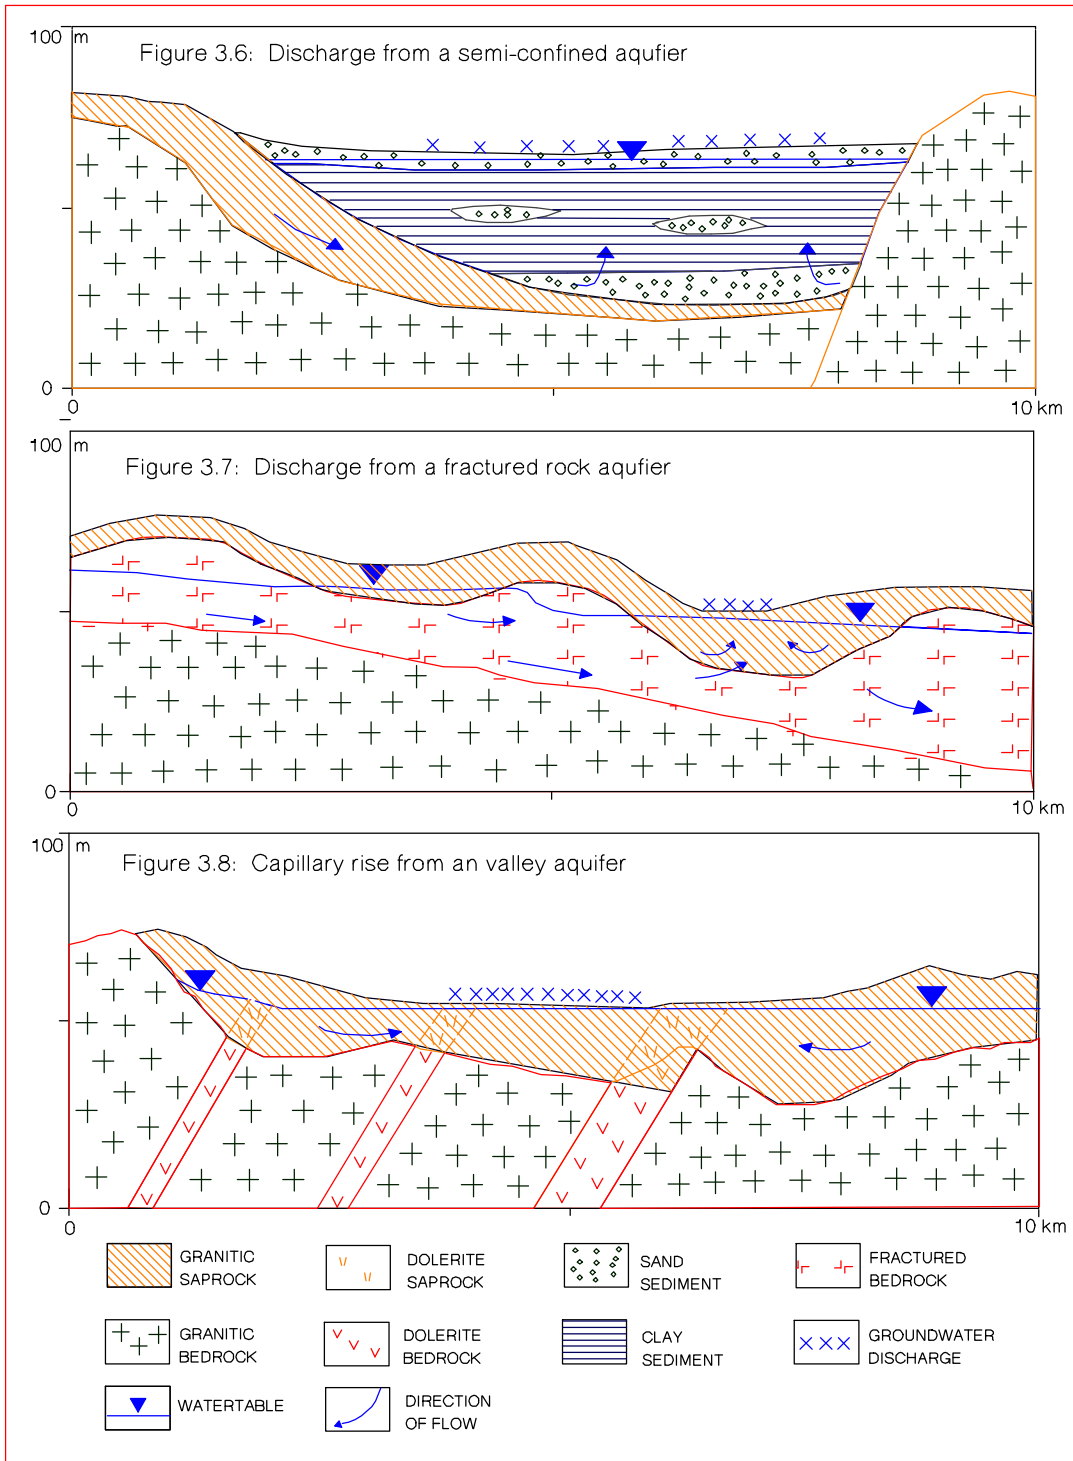 100 m
Figure 3.6: Discharge from a semi-confined aqufier
0
0
10 km
100 m
Figure 3.7: Discharge from a fractured rock aqufier
0
0
10 km
100 m
Figure 3.8: Capillary rise from an valley aquifer
0
0
10 km
GRANITIC
SAPROCK
DOLERITE
SAPROCK
SAND
SEDIMENT
FRACTURED
BEDROCK
GRANITIC
BEDROCK
DOLERITE
BEDROCK
CLAY
SEDIMENT
GROUNDWATER
DISCHARGE
WATERTABLE
DIRECTION
OF FLOW